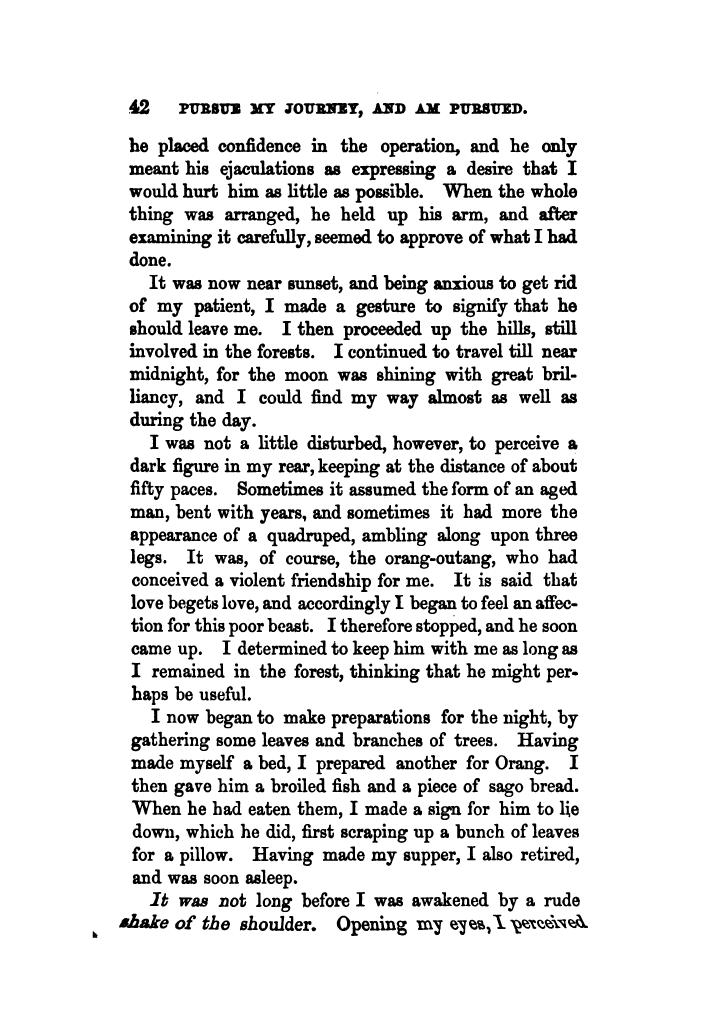 42 PURSUE MY JOURNEY, AND AM PURSUED.
he placed confidence in the operation, and he only
meant his ejaculations as expressing a desire that I
would hurt him as little as possible. When the whole
thing was arranged, he held up his arm, and after
examining it carefully, seemed to approve of what I had
done.
It was now near sunset, and being anxious to get rid
of my patient, I made a gesture to signify that he
should leave me. I then proceeded up the hills, still
involved in the forests. I continued to travel till near
midnight, for the moon was shining with great bril-
liancy, and I could find my way almost as well as
during the day.
I was not a little disturbed, however, to perceive a
dark figure in my rear, keeping at the distance of about
fifty paces. Sometimes it assumed the form of an aged
man, bent with years, and sometimes it had more the
appearance of a quadruped, ambling along upon three
legs. It was, of course, the orang-outang, who had
conceived a violent friendship for me. It is said that
love begets love, and accordingly I began to feel an affec-
tion for this poor beast. I therefore stopped, and he soon
came up. I determined to keep him with me as long as
I remained in the forest, thinking that he might per-
haps be useful.
I now began to make preparations for the night, by
gathering some leaves and branches of trees. Having
made myself a bed, I prepared another for Orang. I
then gave him a broiled fish and a piece of sago bread.
When he had eaten them, I made a sign for him to lie
down, which he did, first scraping up a bunch of leaves
for a pillow. Having made my supper, I also retired,
and was soon asleep.
It was not long before I was awakened by a rude
shake of the shoulder. Opening my eyes, I perceived